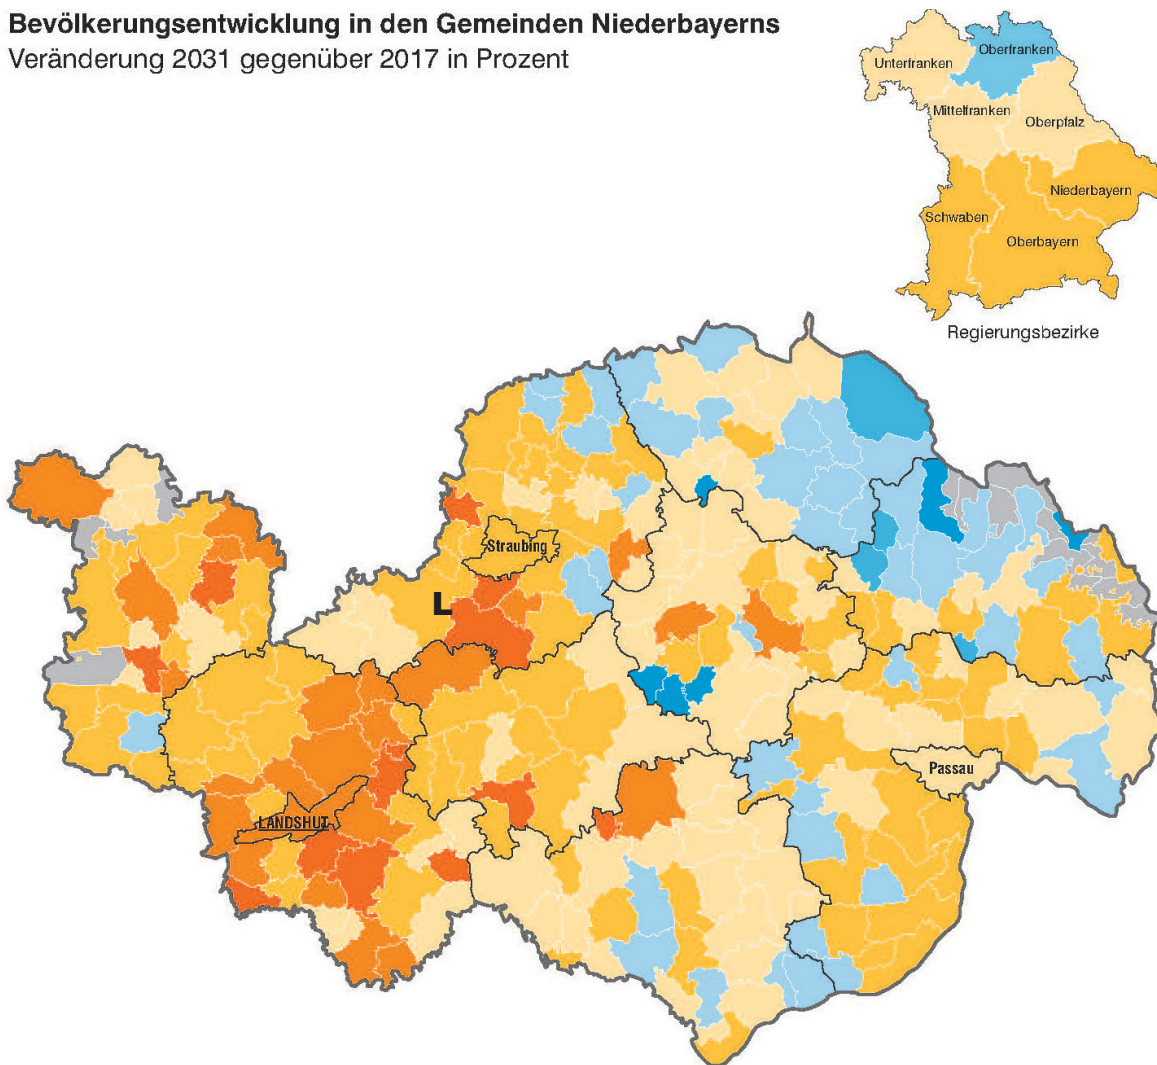 Bevölkerungsentwicklung in den Gemeinden Niederbayerns
Veränderung 2031 gegenüber 2017 in Prozent
Oberfranken
Unterfranken
Mittelfranken
Oberpfalz
Niederbayern
Schwaben
Oberbayern
Regierungsbezirke
Straubing
L
Passau
LANDSHUT